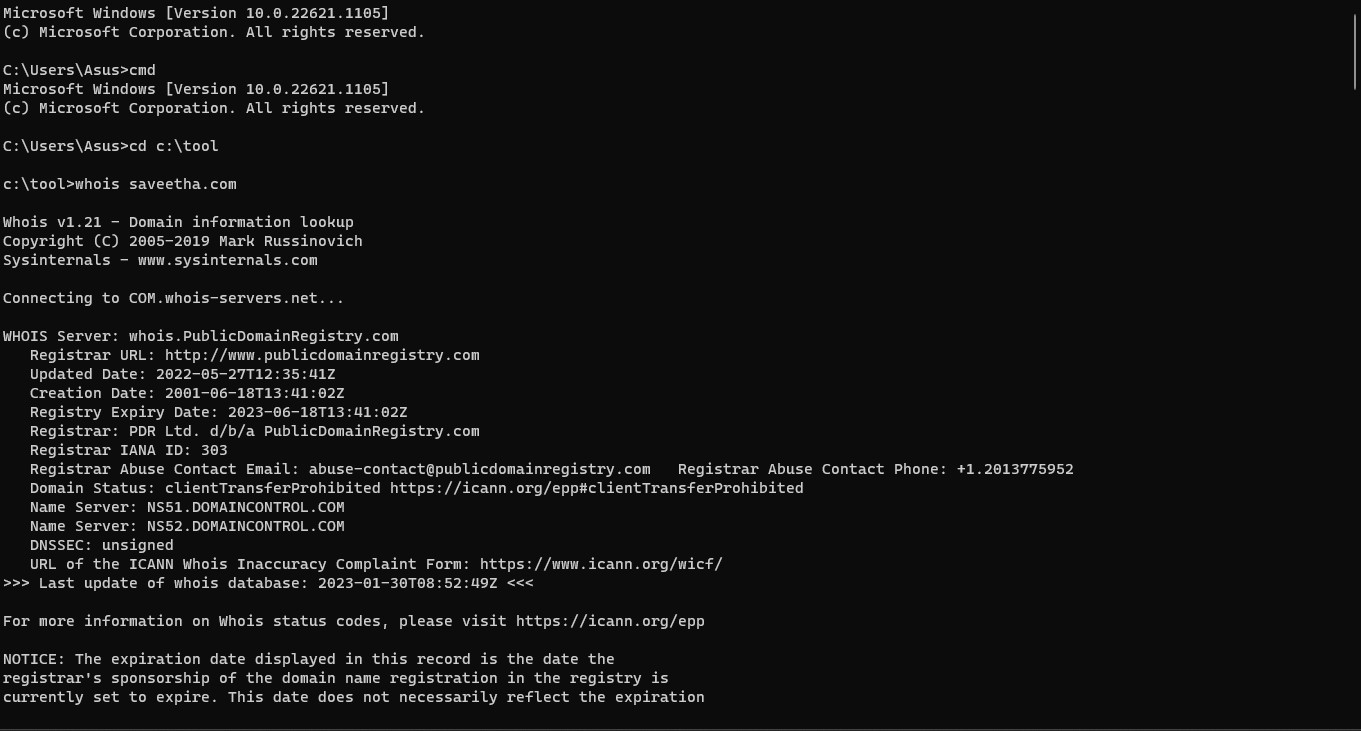 Microsoft Windows [Version 10.0.22621.1105]
(c) Microsoft Corporation. All rights reserved.
C:\Users\Asus>cmd
Microsoft Windows [Version 10.0.22621.1105]
(c) Microsoft Corporation. All rights reserved.
C:\Users\Asus>cd c:\tool
c:\tool>whois saveetha.com
Whois v1.21 - Domain information lookup
Copyright (C) 2005-2019 Mark Russinovich
Sysinternals - www.sysinternals.com
Connecting to COM.whois-servers.net...
WHOIS Server: whois.PublicDomainRegistry.com
   Registrar URL: http://www.publicdomainregistry.com
   Updated Date: 2022-05-27T12:35:41Z
   Creation Date: 2001-06-18T13:41:02Z
   Registry Expiry Date: 2023-06-18T13:41:02Z
   Registrar: PDR Ltd. d/b/a PublicDomainRegistry.com
   Registrar IANA ID: 303
   Registrar Abuse Contact Email: abuse-contact@publicdomainregistry.com   Registrar Abuse Contact Phone: +1.2013775952
   Domain Status: clientTransferProhibited https://icann.org/epp#clientTransferProhibited
   Name Server: NS51.DOMAINCONTROL.COM
   Name Server: NS52.DOMAINCONTROL.COM
   DNSSEC: unsigned
   URL of the ICANN Whois Inaccuracy Complaint Form: https://www.icann.org/wicf/
>>> Last update of whois database: 2023-01-30T08:52:49Z <<<
For more information on Whois status codes, please visit https://icann.org/epp
NOTICE: The expiration date displayed in this record is the date the
registrar's sponsorship of the domain name registration in the registry is
currently set to expire. This date does not necessarily reflect the expiration